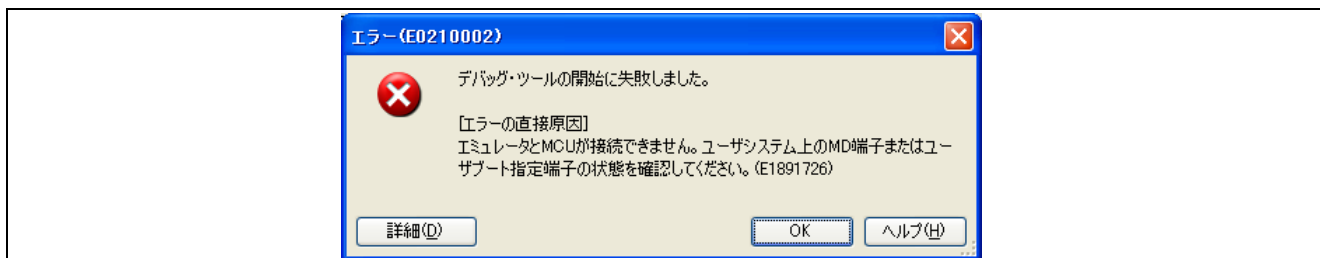 エラー(E0210002)
デバッグ・ツールの開始に失敗しました。
[エラーの直接原因]
エミュレータとMCUが接続できません。ユーザシステム上のMD端子またはユー
ザブート指定端子の状態を確認してください。(E1891726)
詳細(D)
OK
ヘルプ(H)